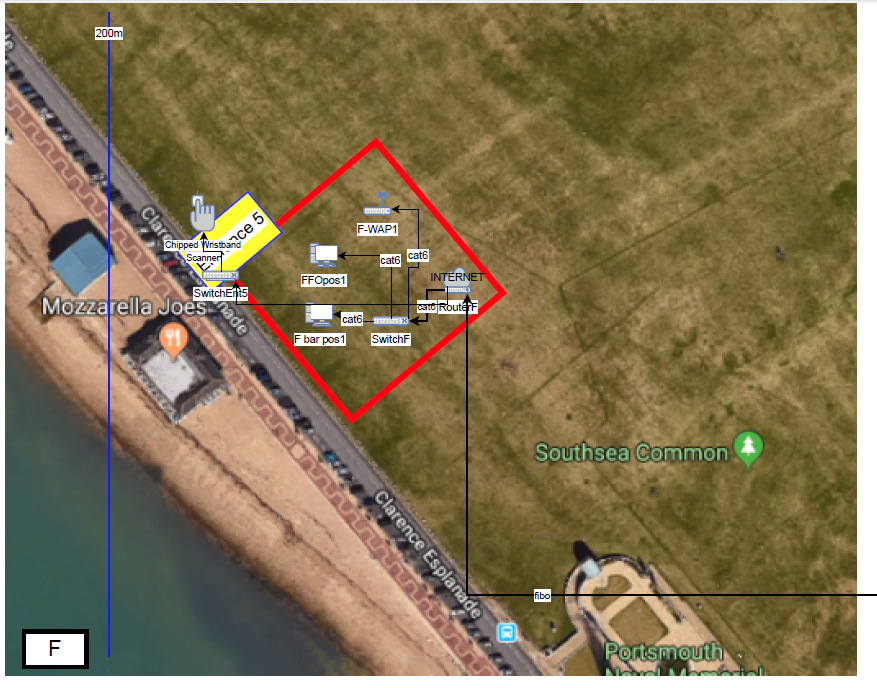 200m
F-WAP1
Entrance 5
Clarence Esplanade
Chipped Wristband
Scanner
cat6
cat6
FFOpos1
INTERNET
SwitchEnt5
Mozzarella Joes
cat6
RouterF
cat6
F bar pos1
SwitchF
Southsea Common
Clarence Esplanade
fibo
F
Portsmouth
Naval Memorial